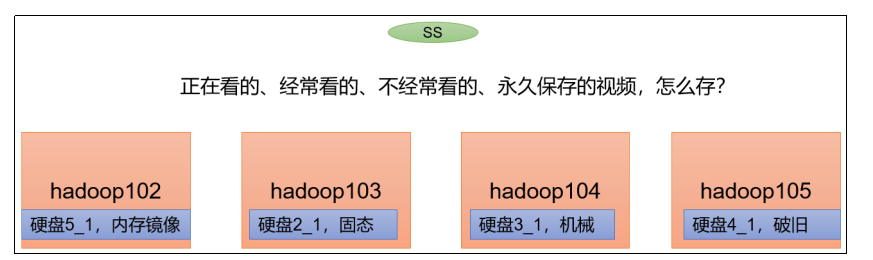 SS
正在看的、经常看的、不经常看的、永久保存的视频，怎么存？
hadoop102
hadoop103
hadoop104
hadoop105
硬盘5_1，内存镜像
硬盘2_1，固态
硬盘3_1，机械
硬盘4_1，破旧